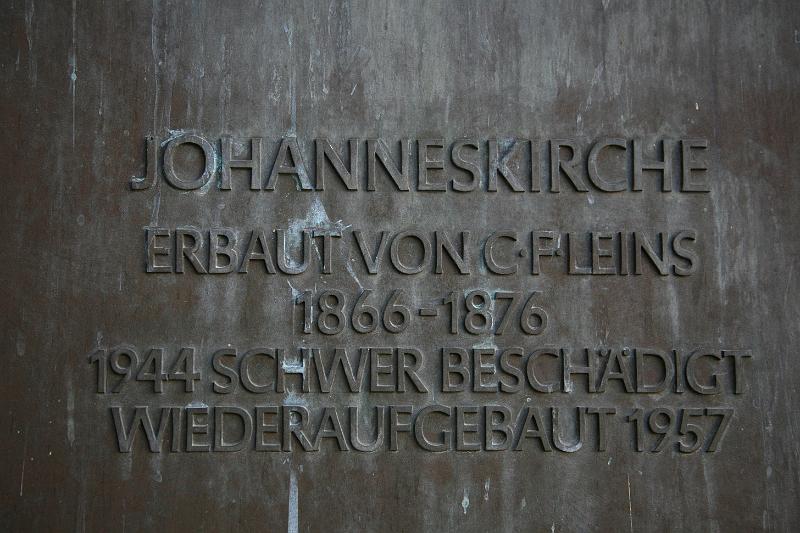 JOHANNESKIRCHE
ERBAUT VON C·F·LEINS
1866-1876
1944 SCHWER BESCHÄDIGT
WIEDERAUFGEBAUT 1957